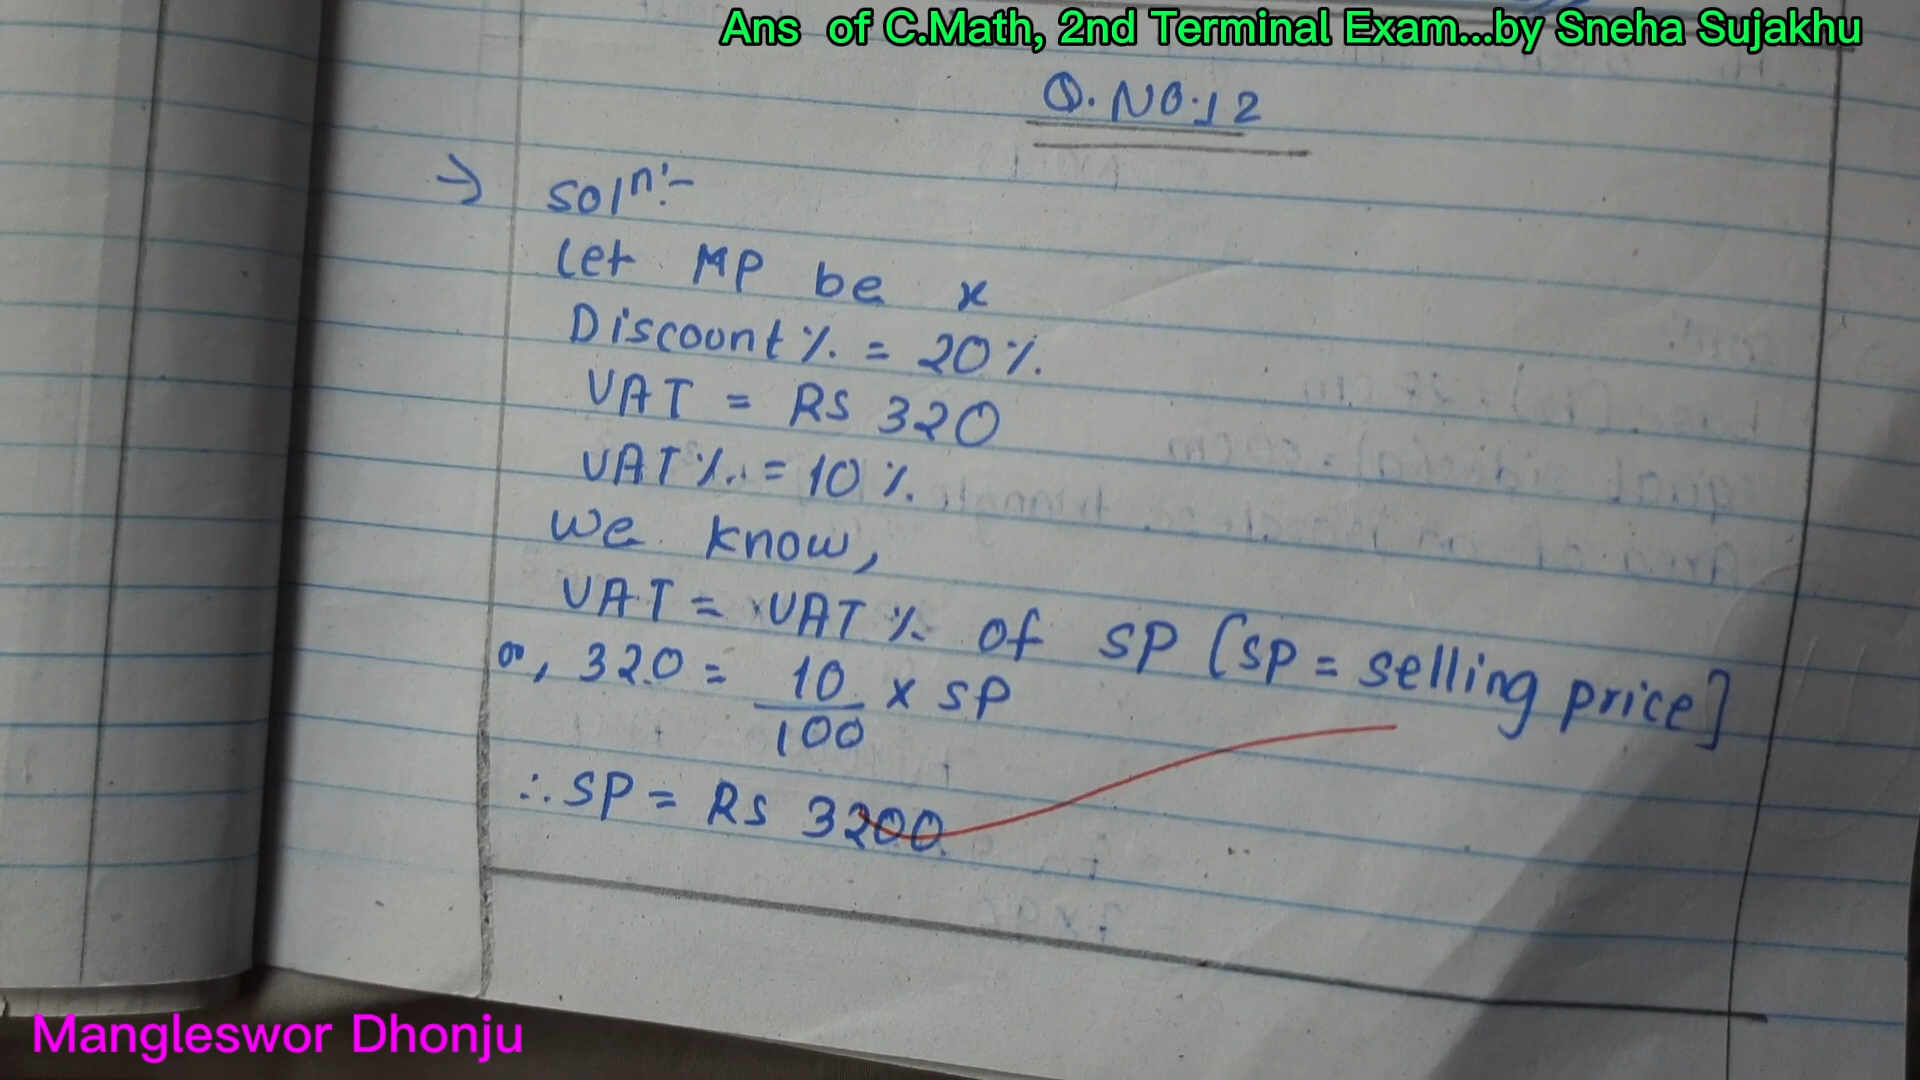 Ans of C.Math, 2nd Terminal Exam...by Sneha Sujakhu
Q. NO.12
→ Solⁿ:-
Let MP be x
Discount % = 20%.
VAT = RS 320
VAT % = 10%.
We know,
VAT = VAT % of SP [SP = selling price]
or, 320 = 10/100 x SP
∴ SP = RS 3200
Mangleswor Dhonju